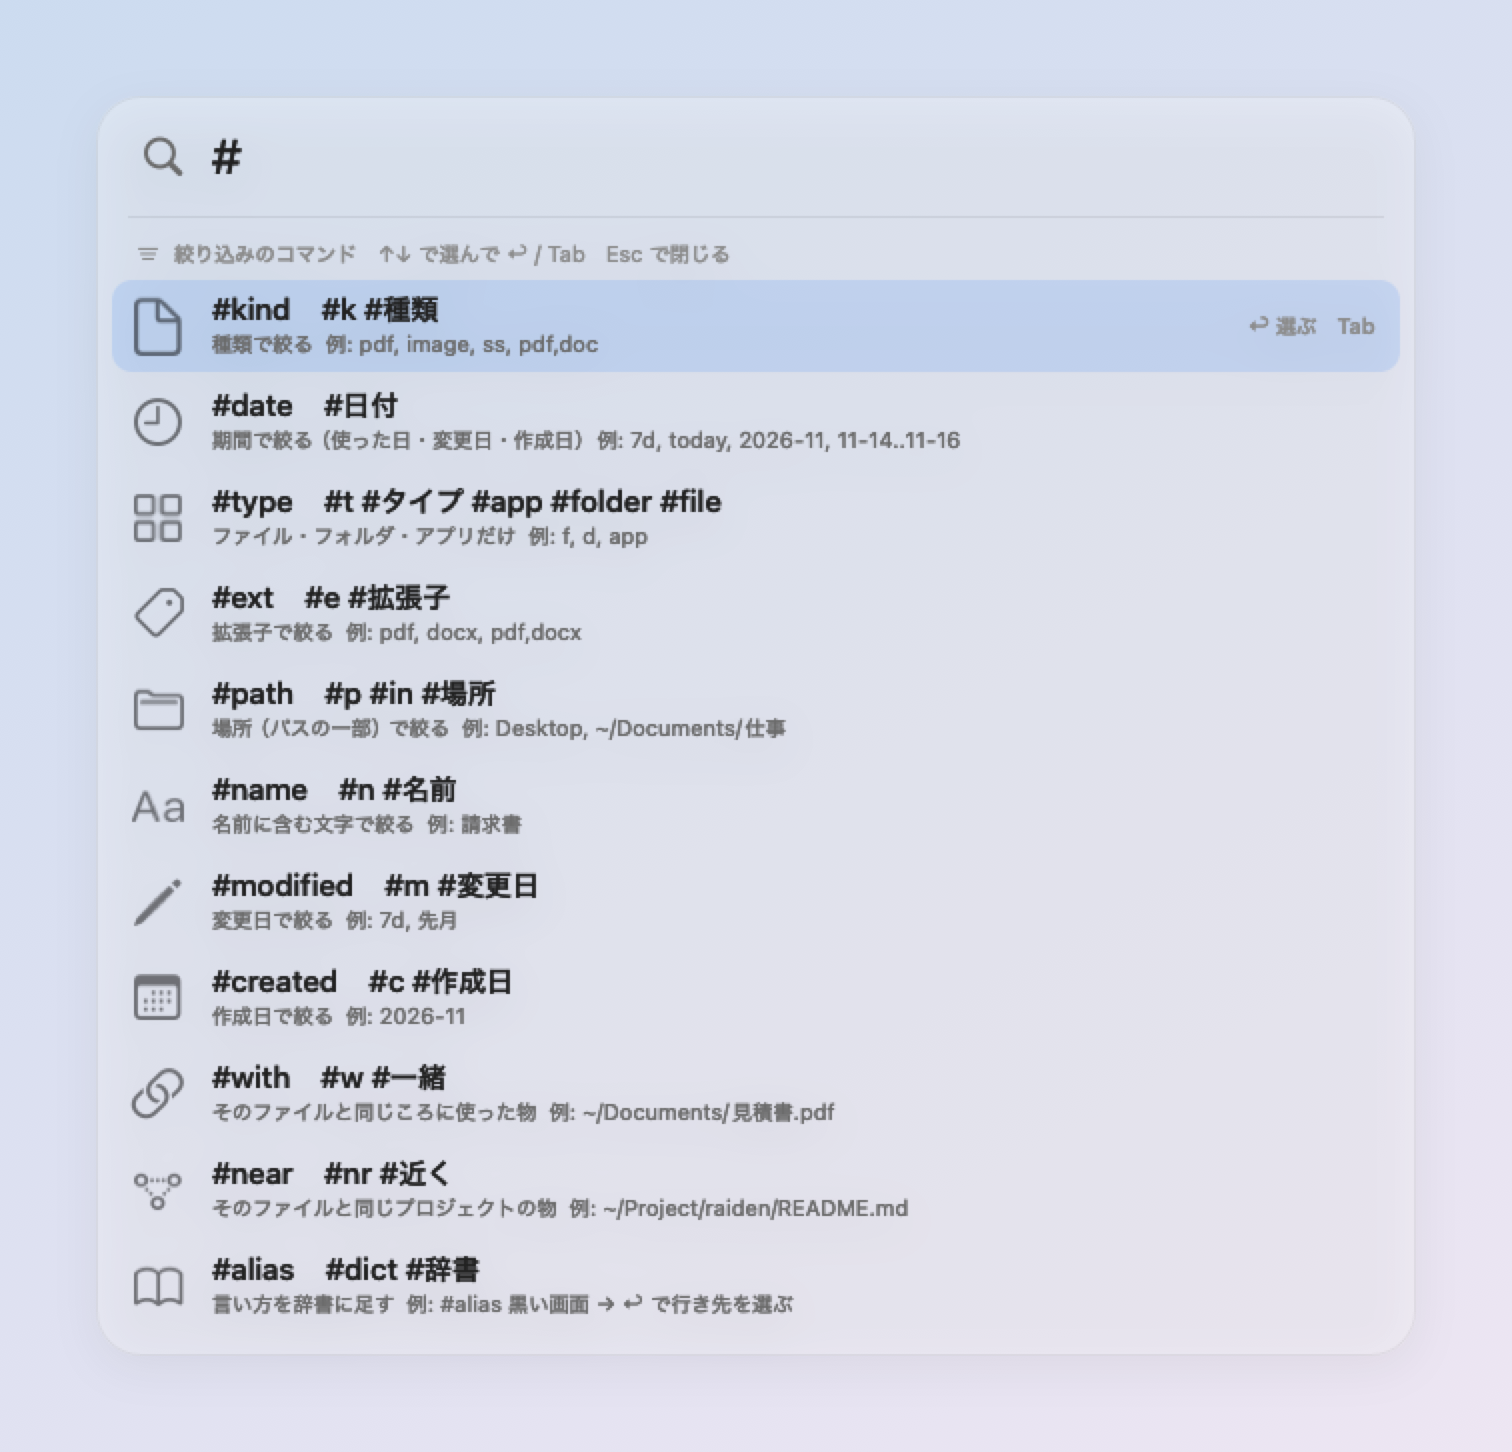 #
絞り込みのコマンド ↑↓ で選んで ↩ / Tab Esc で閉じる
#kind #k #種類
種類で絞る 例: pdf, image, ss, pdf,doc
↩ 選ぶ Tab
#date #日付
期間で絞る（使った日・変更日・作成日） 例: 7d, today, 2026-11, 11-14..11-16
#type #t #タイプ #app #folder #file
ファイル・フォルダ・アプリだけ 例: f, d, app
#ext #e #拡張子
拡張子で絞る 例: pdf, docx, pdf,docx
#path #p #in #場所
場所（パスの一部）で絞る 例: Desktop, ~/Documents/仕事
Aa
#name #n #名前
名前に含む文字で絞る 例: 請求書
#modified #m #変更日
変更日で絞る 例: 7d, 先月
#created #c #作成日
作成日で絞る 例: 2026-11
#with #w #一緒
そのファイルと同じころに使った物 例: ~/Documents/見積書.pdf
#near #nr #近く
そのファイルと同じプロジェクトの物 例: ~/Project/raiden/README.md
#alias #dict #辞書
言い方を辞書に足す 例: #alias 黒い画面 → ↩ で行き先を選ぶ